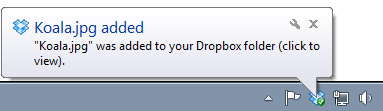 Koala.jpg added
"Koala.jpg" was added to your Dropbox folder (click to
view).